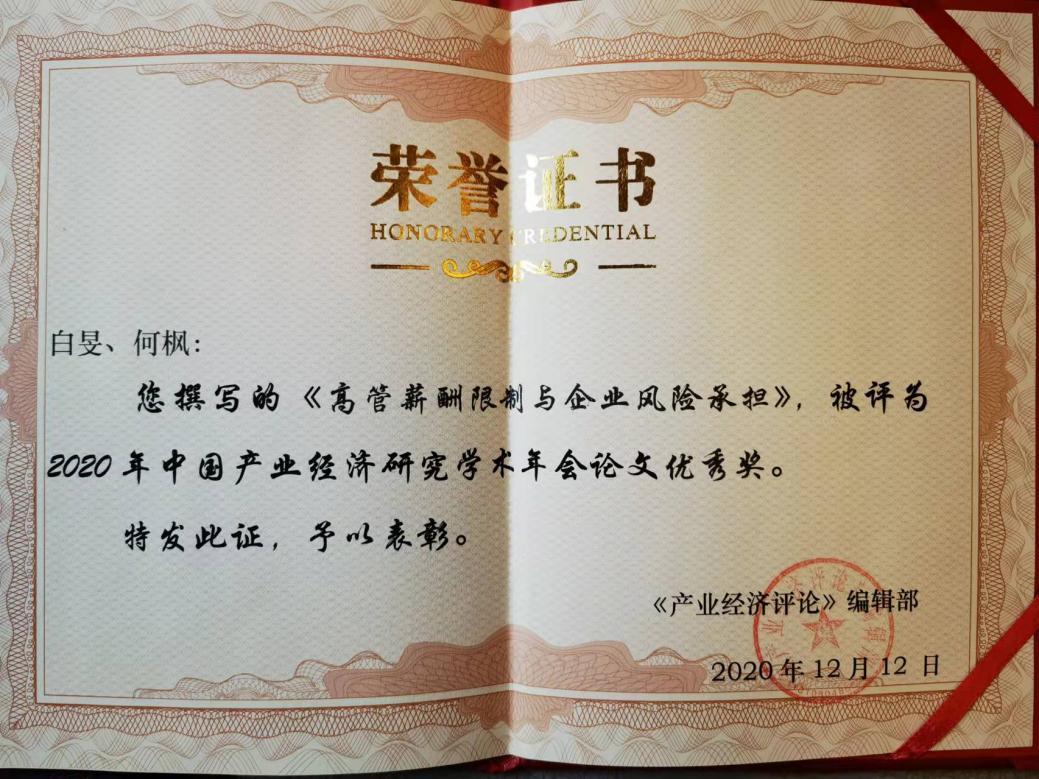 荣誉证书
HONORARY CREDENTIAL
白旻、何枫：
您撰写的《高管薪酬限制与企业风险承担》，被评为
2020年中国产业经济研究学术年会论文优秀奖。
特发此证，予以表彰。
《产业经济评论》编辑部
2020年12月12日